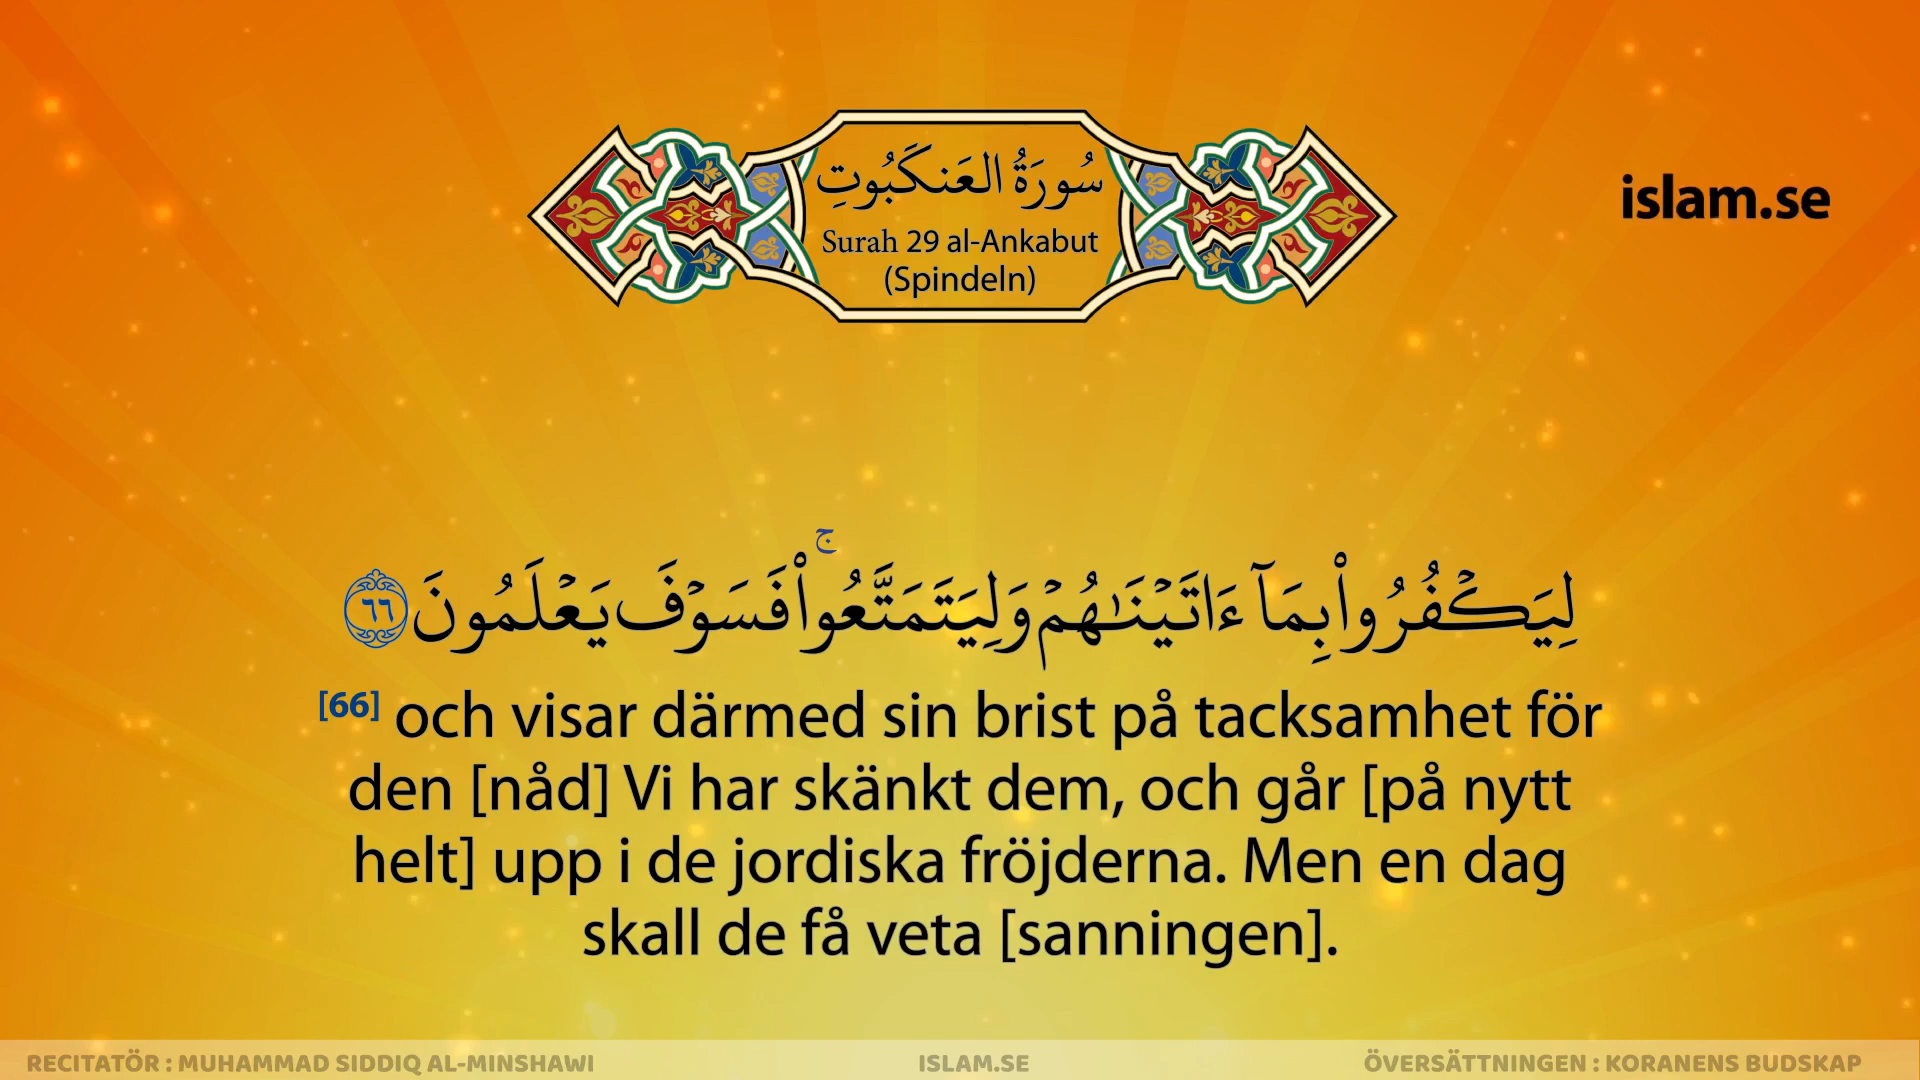 سُورَةُ العَنكَبُوتِ
Surah 29 al-Ankabut
(Spindeln)
islam.se
لِيَكۡفُرُواْ بِمَآ ءَاتَيۡنَٰهُمۡ وَلِيَتَمَتَّعُواْۚ فَسَوۡفَ يَعۡلَمُونَ ٦٦
[66] och visar därmed sin brist på tacksamhet för
den [nåd] Vi har skänkt dem, och går [på nytt
helt] upp i de jordiska fröjderna. Men en dag
skall de få veta [sanningen].
RECITATÖR : MUHAMMAD SIDDIQ AL-MINSHAWI
ISLAM.SE
ÖVERSÄTTNINGEN : KORANENS BUDSKAP